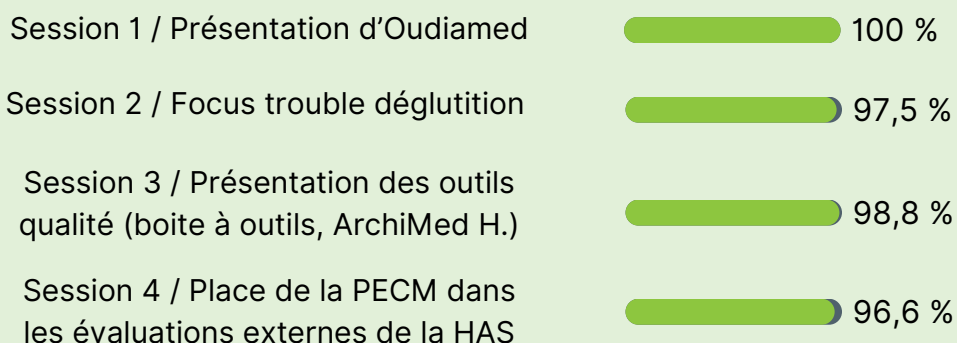 Session 1 / Présentation d’Oudiamed
100 %
Session 2 / Focus trouble déglutition
97,5 %
Session 3 / Présentation des outils
qualité (boite à outils, ArchiMed H.)
98,8 %
Session 4 / Place de la PECM dans
les évaluations externes de la HAS
96,6 %